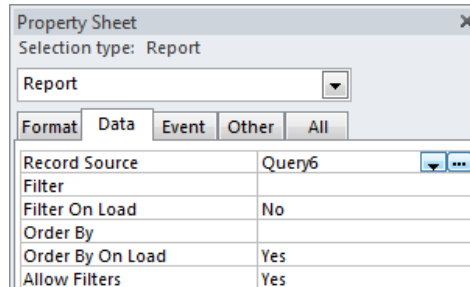 Property Sheet
Selection type: Report
Report
Format Data Event Other All
Record Source Query6
Filter
Filter On Load No
Order By
Order By On Load Yes
Allow Filters Yes